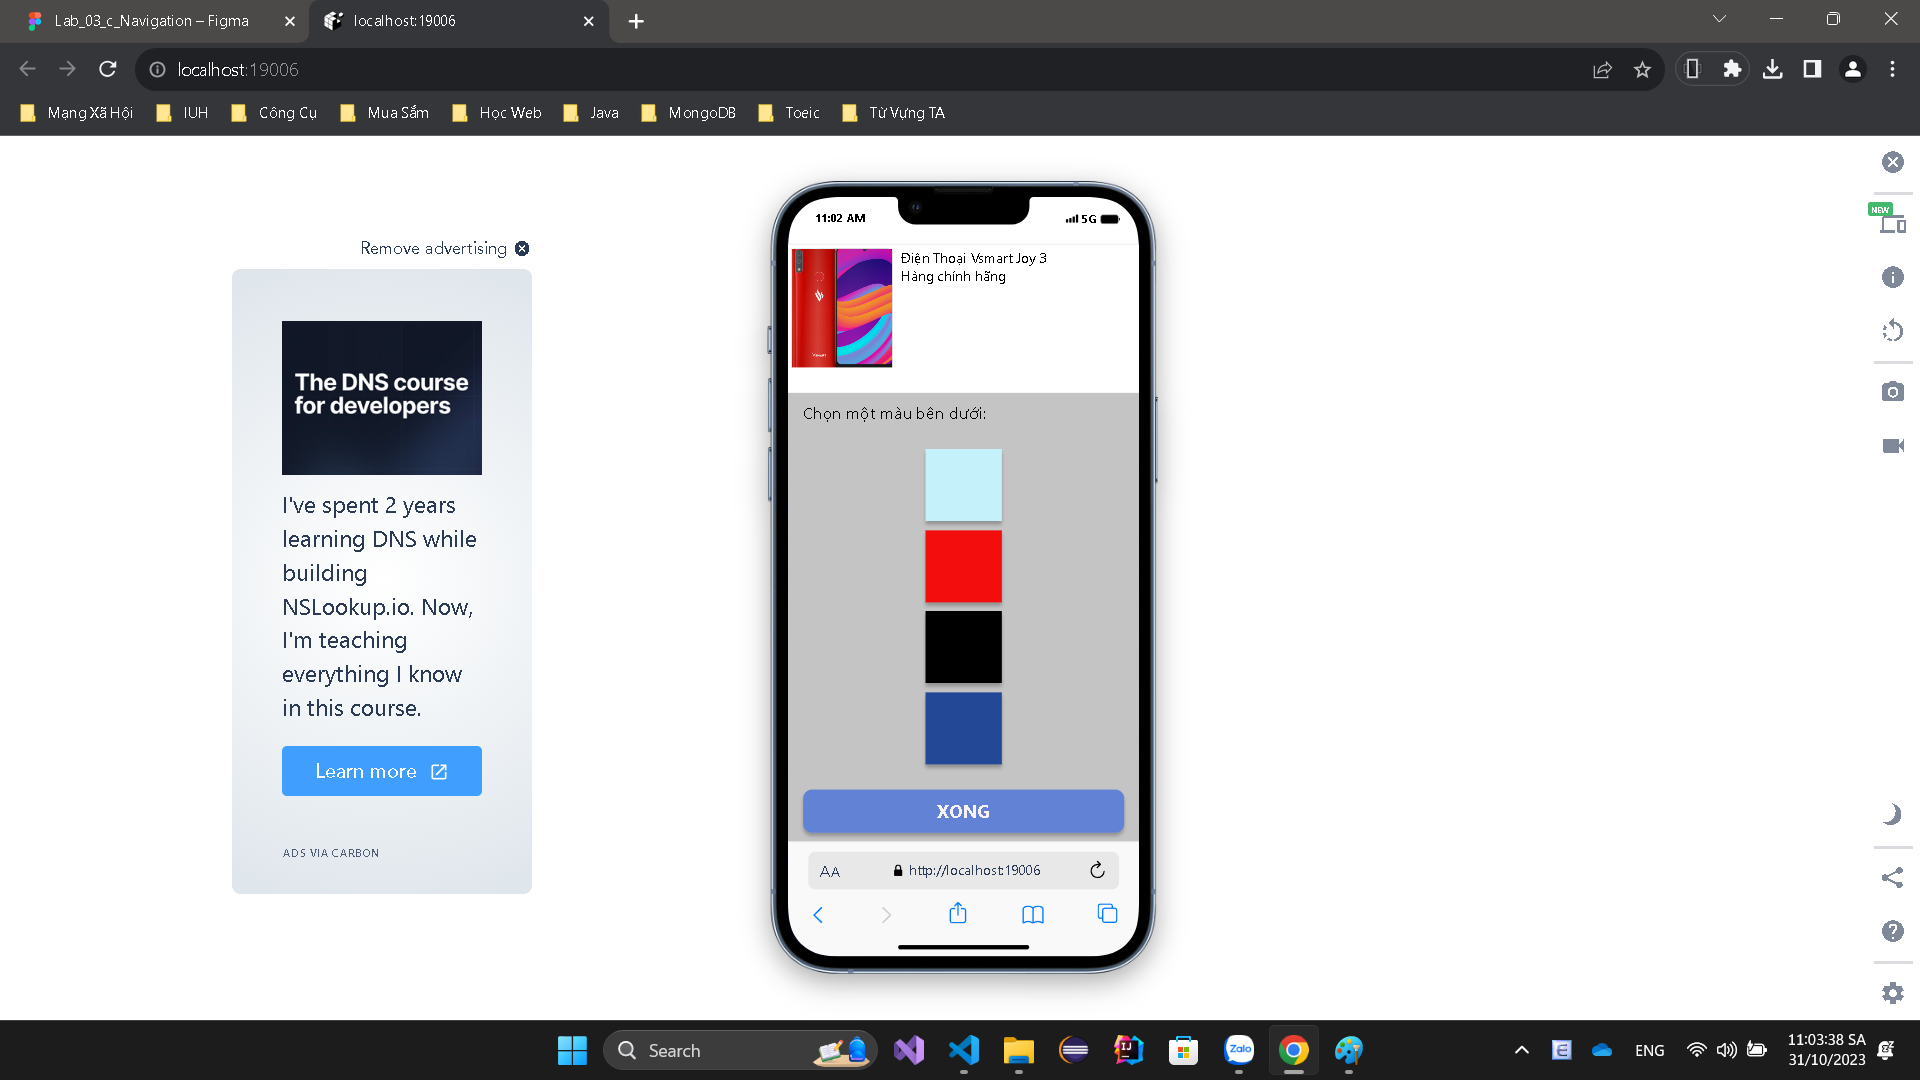 Lab_03_c_Navigation – Figma
localhost:19006
localhost:19006
Mạng Xã Hội
IUH
Công Cụ
Mua Sắm
Học Web
Java
MongoDB
Toeic
Từ Vựng TA
Remove advertising
The DNS course
for developers
I've spent 2 years
learning DNS while
building
NSLookup.io. Now,
I'm teaching
everything I know
in this course.
Learn more
ADS VIA CARBON
11:02 AM
5G
Điện Thoại Vsmart Joy 3
Hàng chính hãng
Chọn một màu bên dưới:
XONG
AA
http://localhost:19006
NEW
Search
Zalo
ENG
11:03:38 SA
31/10/2023